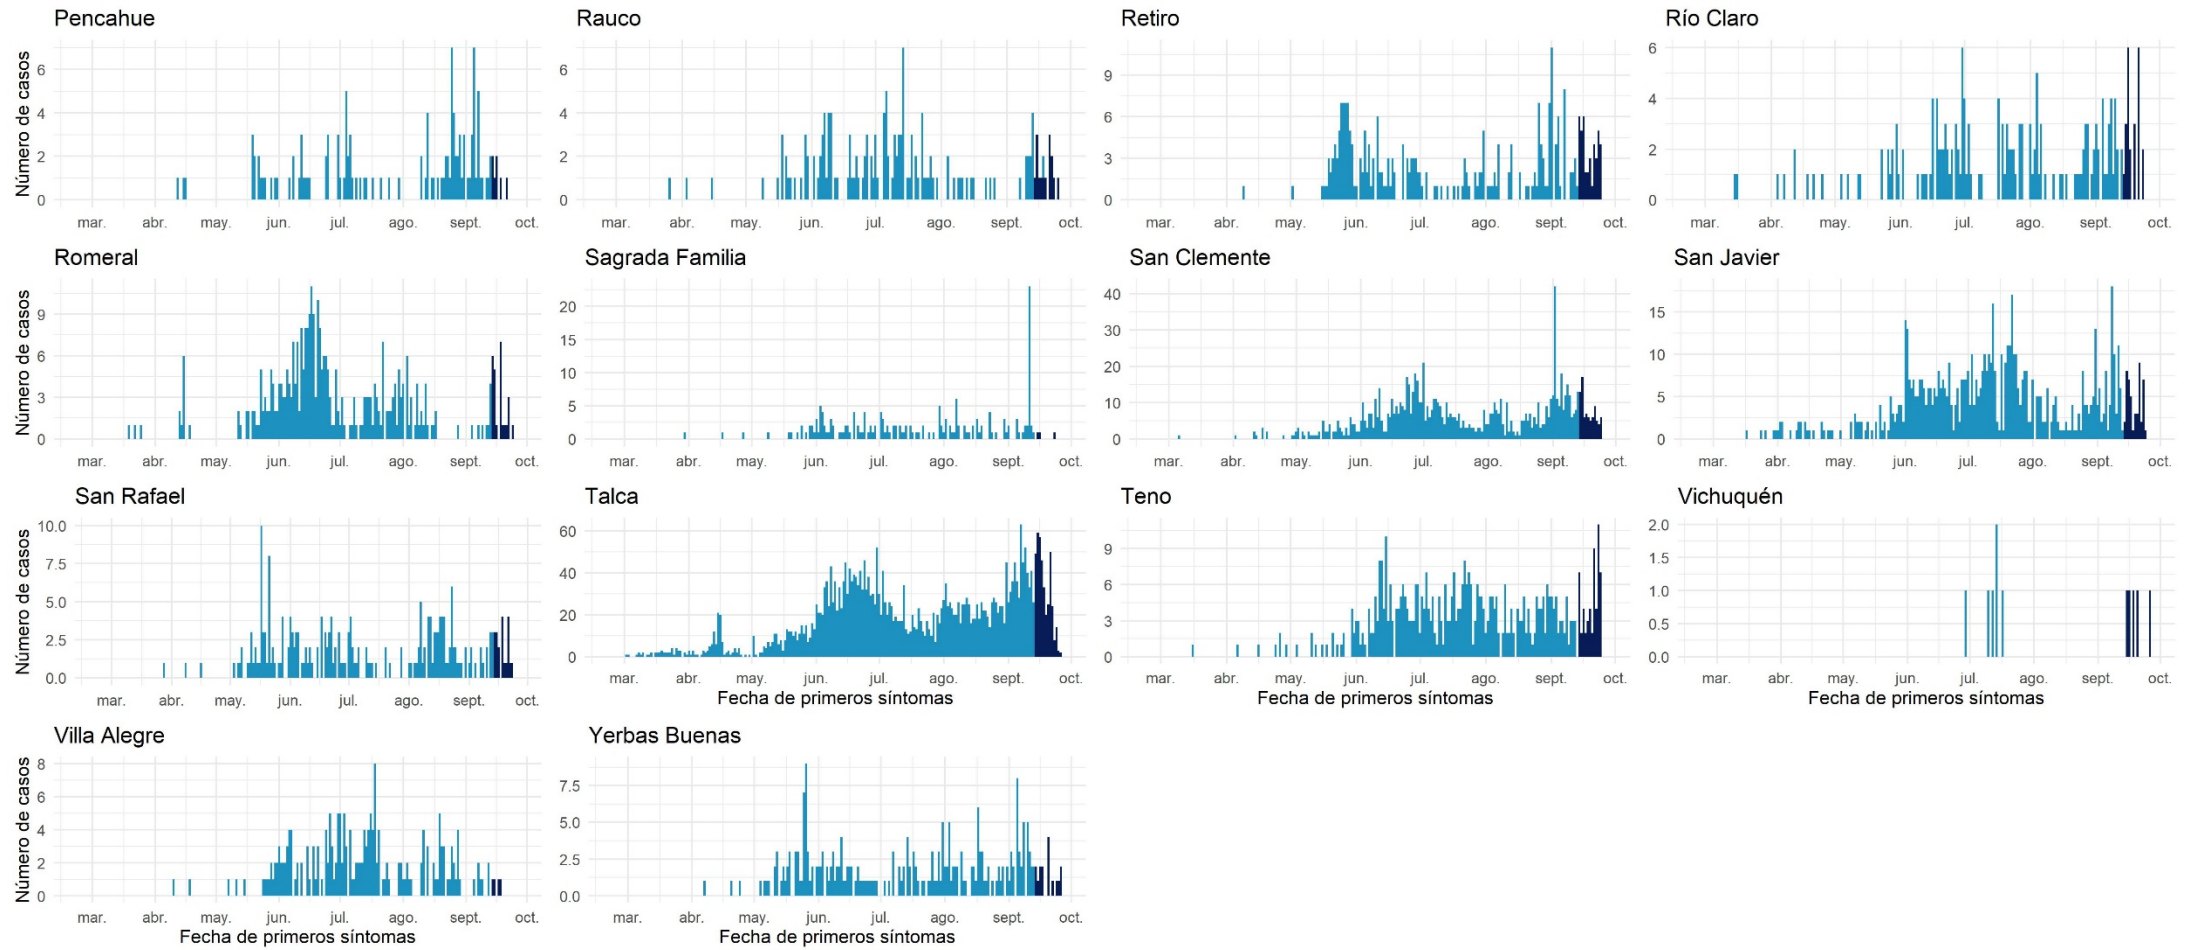 Pencahue
Número de casos
6
4
2
0
mar. abr. may. jun. jul. ago. sept. oct.
Rauco
6
4
2
0
mar. abr. may. jun. jul. ago. sept. oct.
Retiro
9
6
3
0
mar. abr. may. jun. jul. ago. sept. oct.
Río Claro
6
4
2
0
mar. abr. may. jun. jul. ago. sept. oct.
Romeral
Número de casos
9
6
3
0
mar. abr. may. jun. jul. ago. sept. oct.
Sagrada Familia
20
15
10
5
0
mar. abr. may. jun. jul. ago. sept. oct.
San Clemente
40
30
20
10
0
mar. abr. may. jun. jul. ago. sept. oct.
San Javier
15
10
5
0
mar. abr. may. jun. jul. ago. sept. oct.
San Rafael
Número de casos
10.0
7.5
5.0
2.5
0.0
mar. abr. may. jun. jul. ago. sept. oct.
Talca
60
40
20
0
mar. abr. may. jun. jul. ago. sept. oct.
Fecha de primeros síntomas
Teno
9
6
3
0
mar. abr. may. jun. jul. ago. sept. oct.
Fecha de primeros síntomas
Vichuquén
2.0
1.5
1.0
0.5
0.0
mar. abr. may. jun. jul. ago. sept. oct.
Fecha de primeros síntomas
Villa Alegre
Número de casos
8
6
4
2
0
mar. abr. may. jun. jul. ago. sept. oct.
Fecha de primeros síntomas
Yerbas Buenas
7.5
5.0
2.5
0.0
mar. abr. may. jun. jul. ago. sept. oct.
Fecha de primeros síntomas